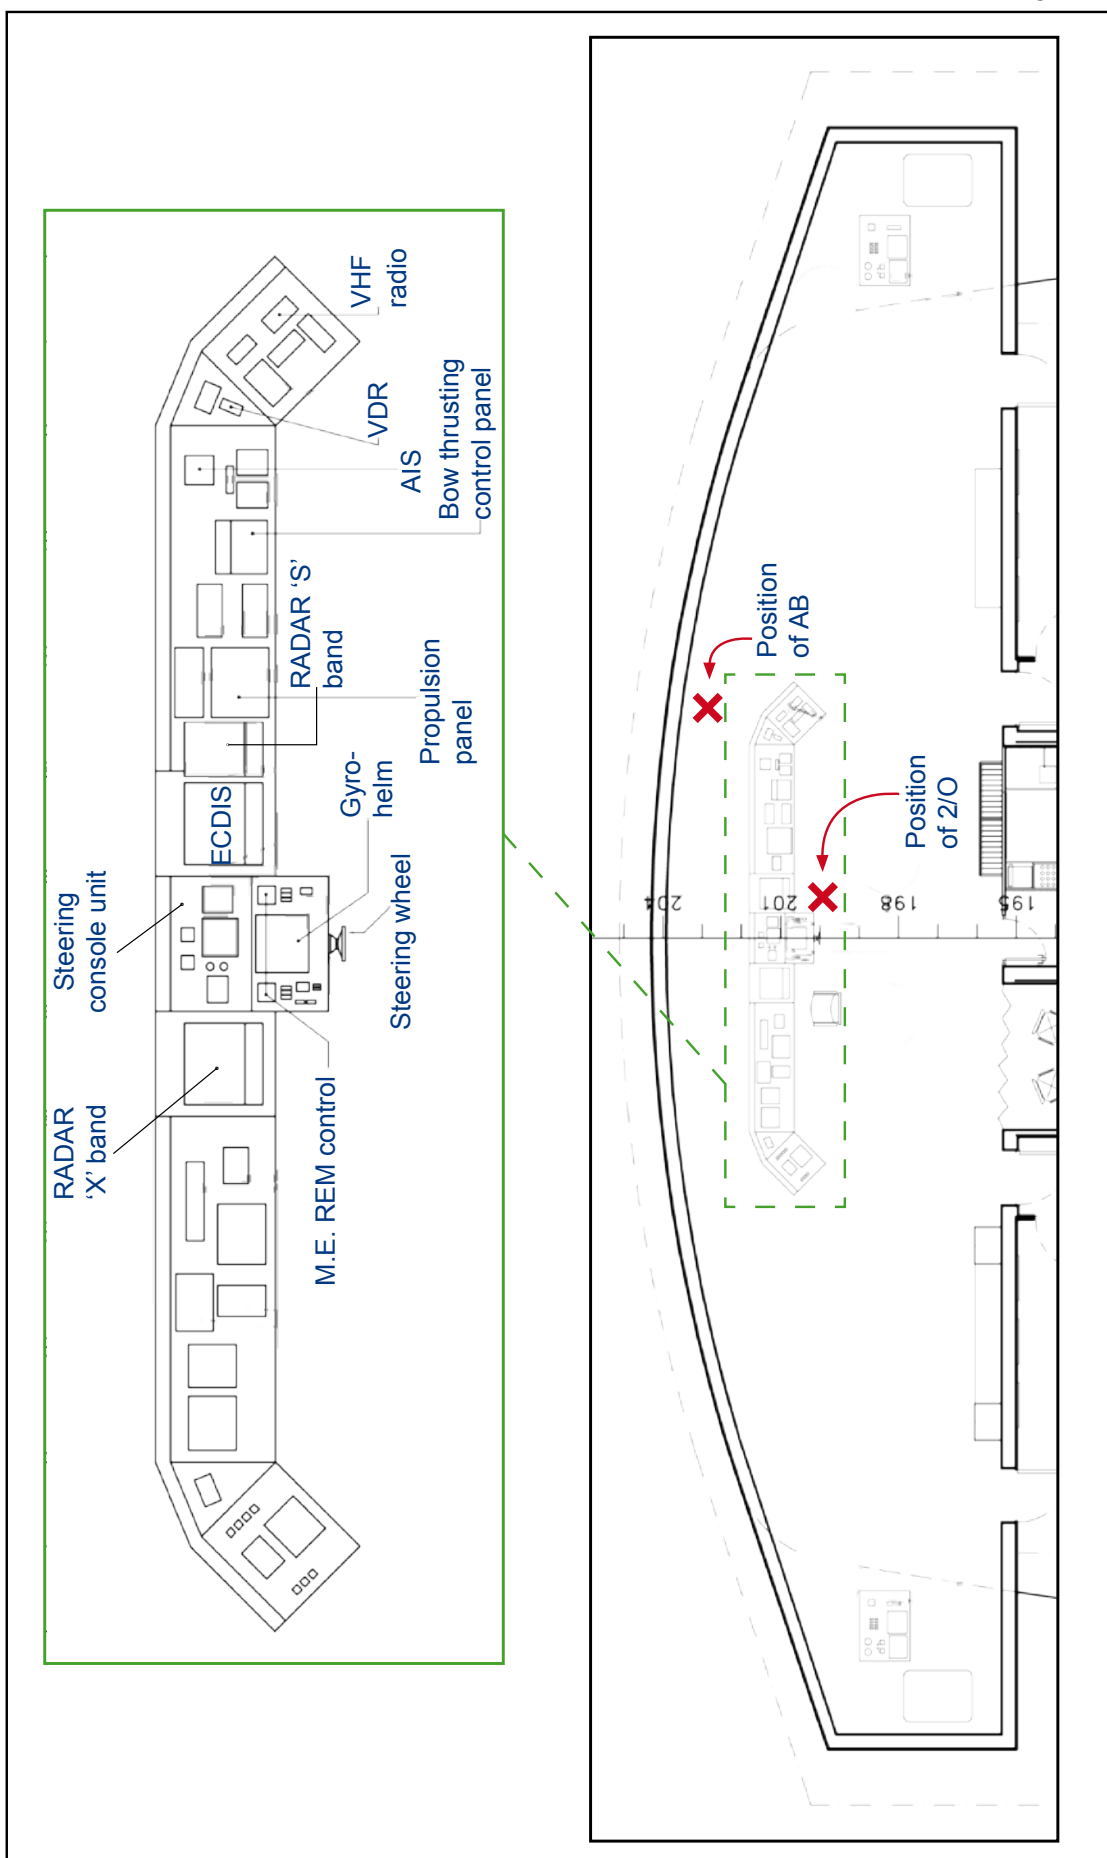 RADAR
‘X’ band
Steering
console unit
ECDIS
RADAR ‘S’
band
AIS
VDR
VHF
radio
Bow thrusting
control panel
Propulsion
panel
Gyro-
helm
Steering wheel
M.E. REM control
Position
of AB
Position
of 2/O
204
201
198
195